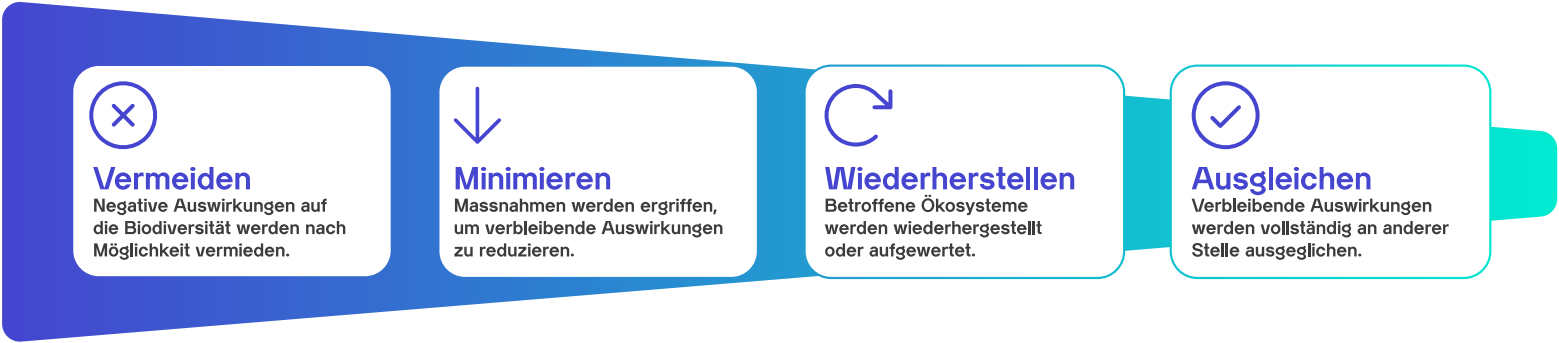 Vermeiden
Negative Auswirkungen auf
die Biodiversität werden nach
Möglichkeit vermieden.
Minimieren
Massnahmen werden ergriffen,
um verbleibende Auswirkungen
zu reduzieren.
Wiederherstellen
Betroffene Ökosysteme
werden wiederhergestellt
oder aufgewertet.
Ausgleichen
Verbleibende Auswirkungen
werden vollständig an anderer
Stelle ausgeglichen.